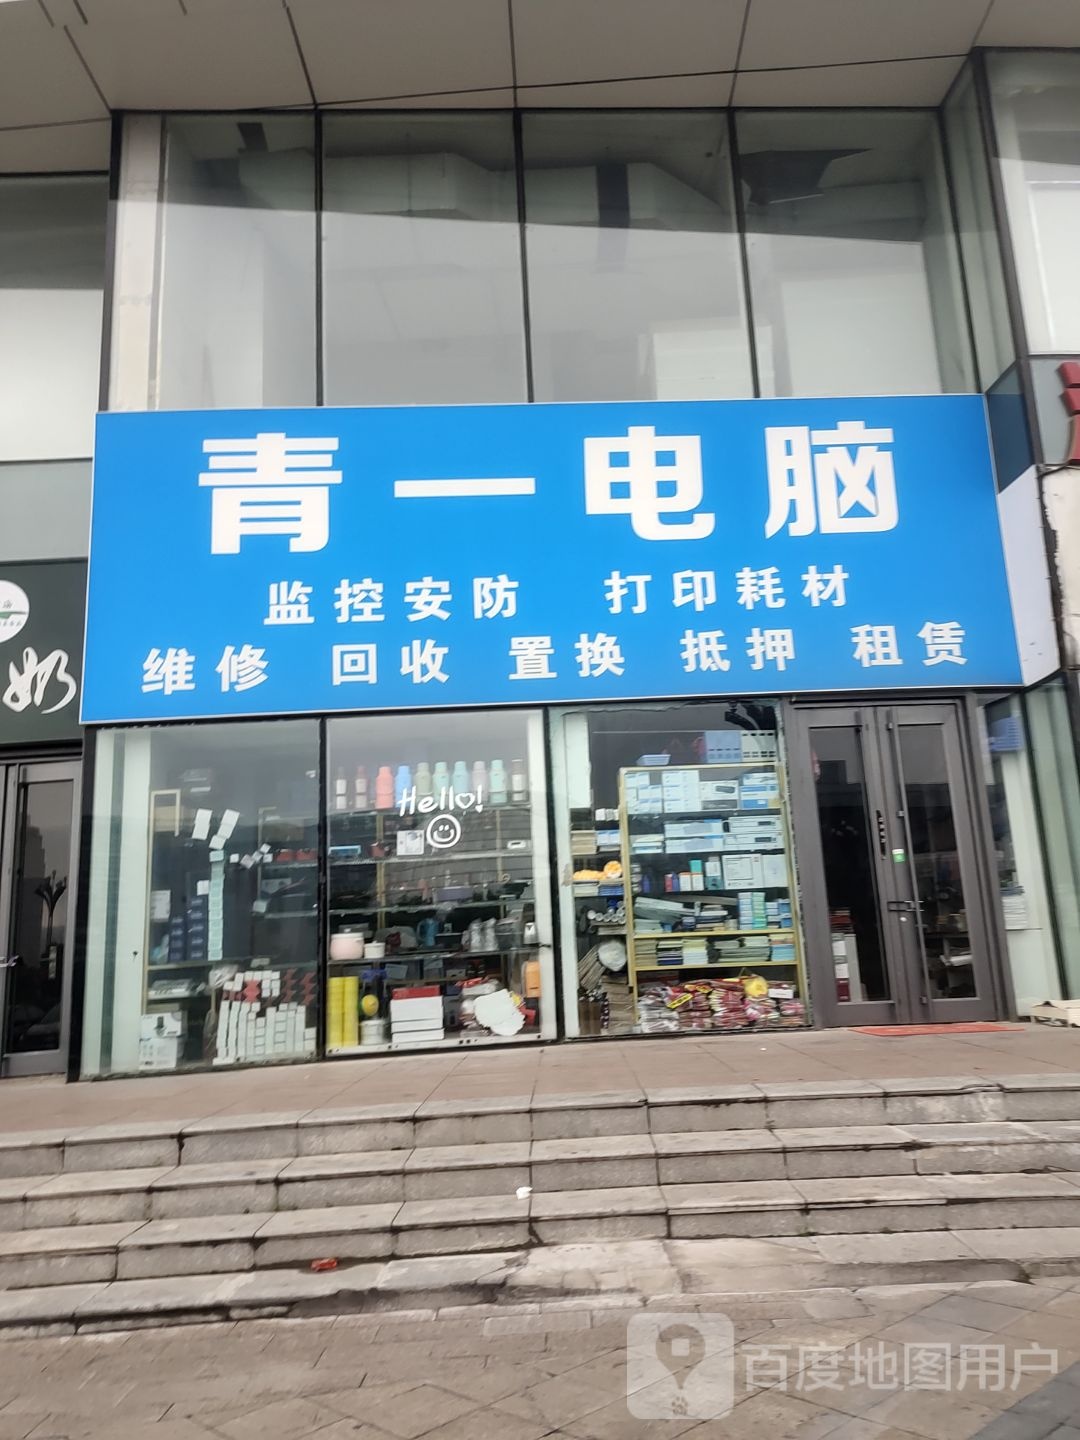 青一电脑
监控安防 打印耗材
维修 回收 置换 抵押 租赁
奶
Hello!
百度地图用户